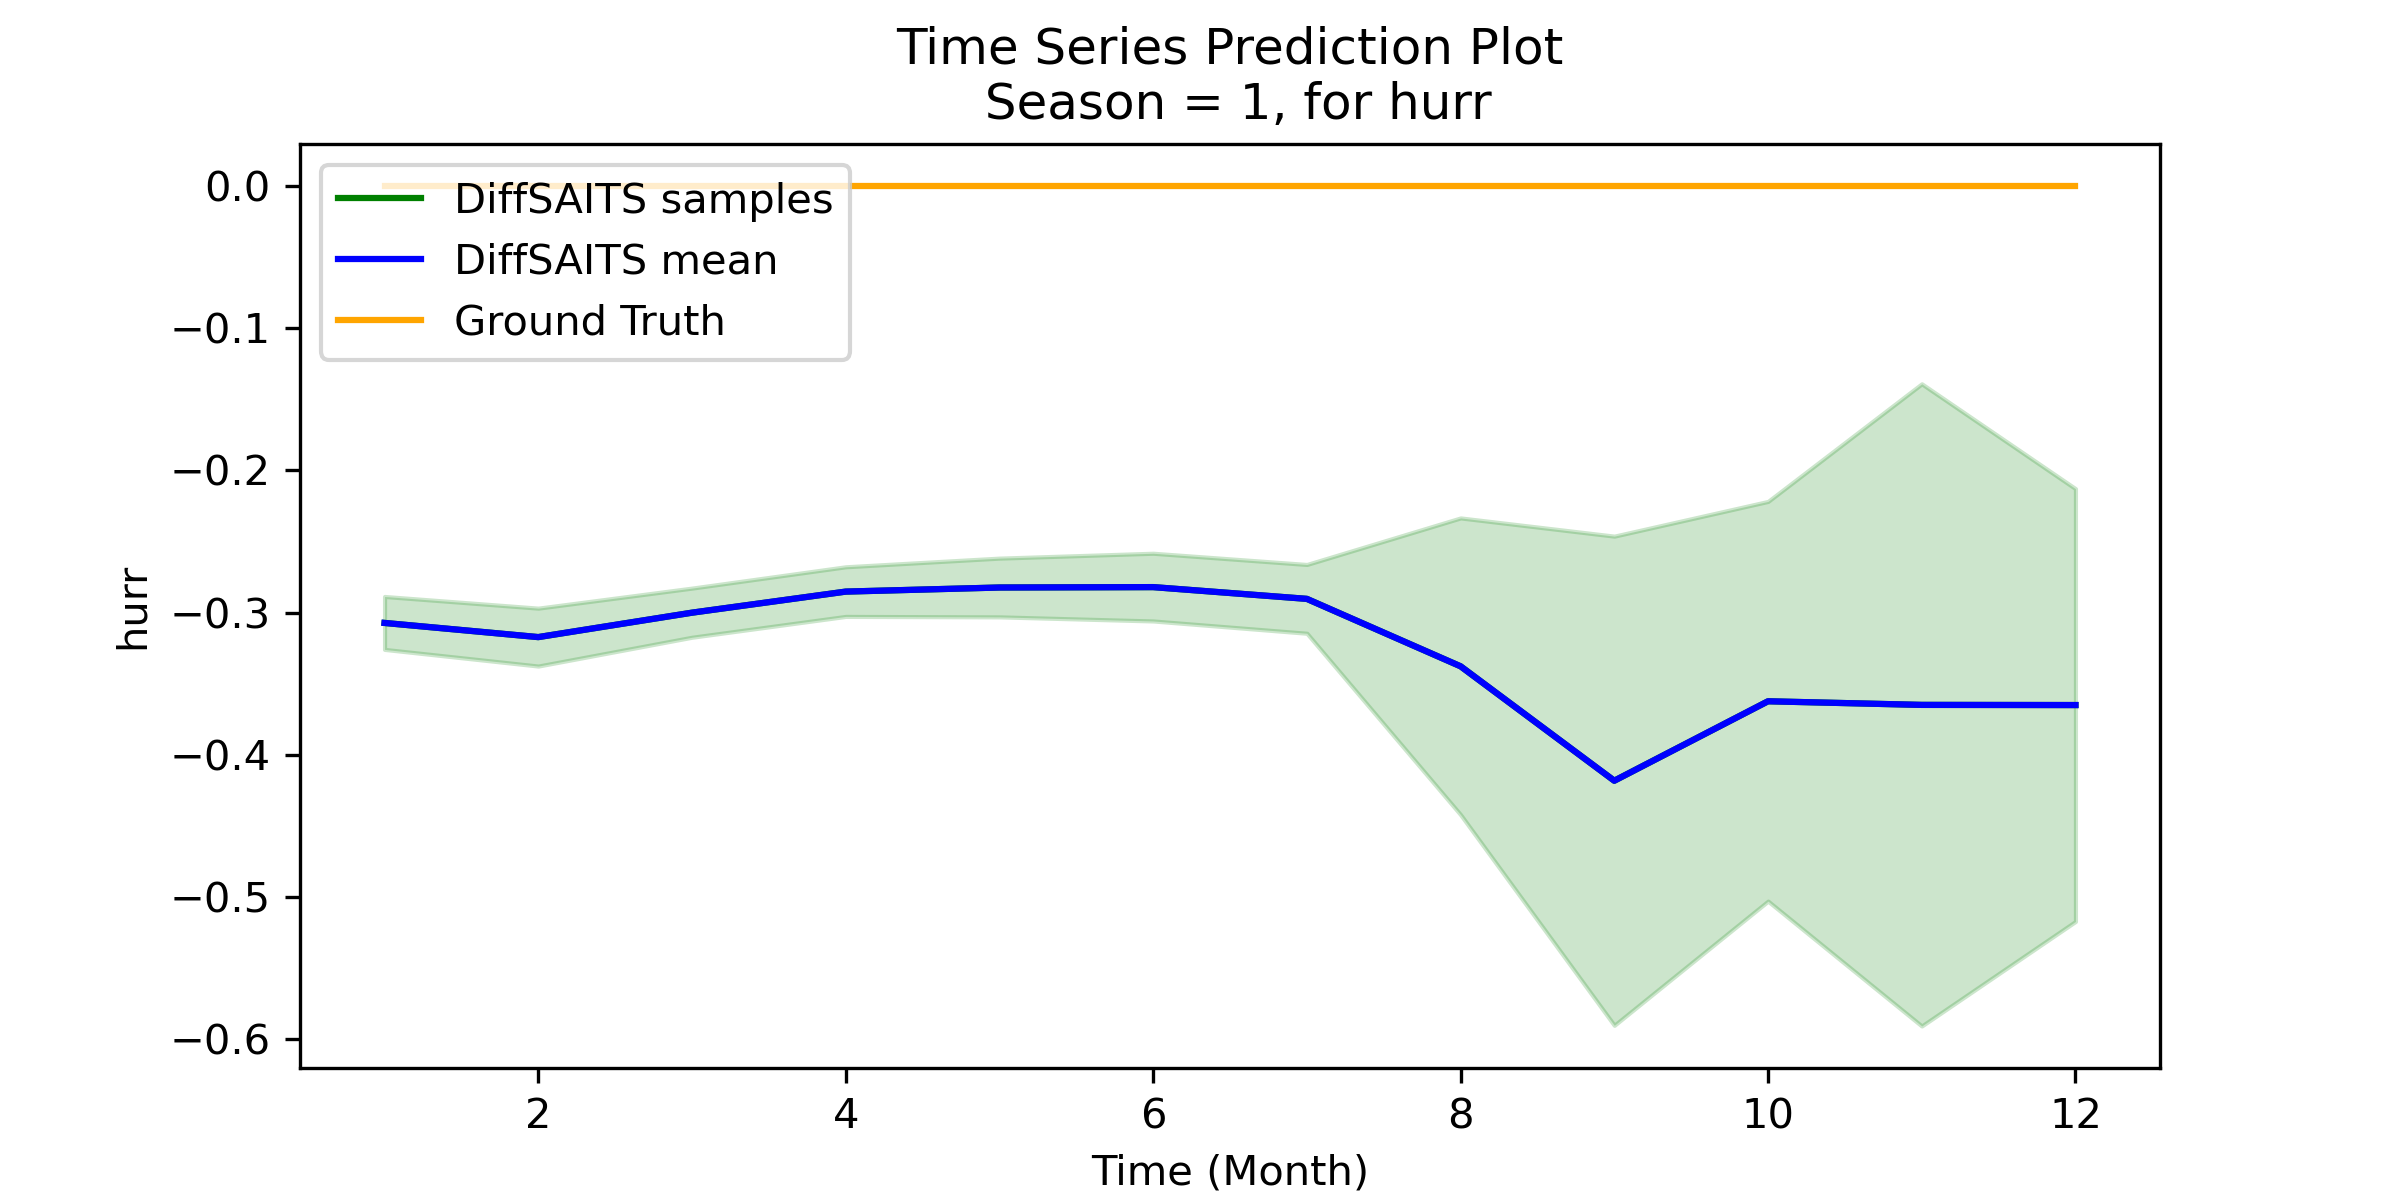 Time Series Prediction Plot
Season = 1, for hurr
0.0
−0.1
−0.2
−0.3
−0.4
−0.5
−0.6
hurr
DiffSAITS samples
DiffSAITS mean
Ground Truth
2 4 6 8 10 12
Time (Month)